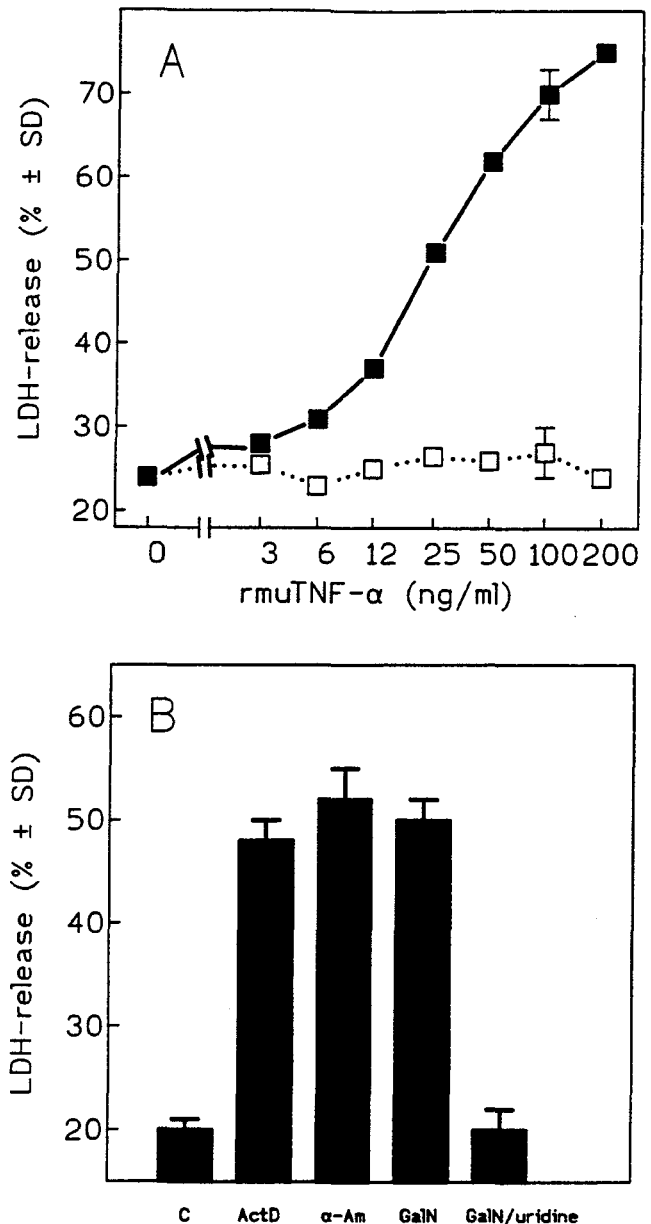 A
LDH-release (% ± SD)
70
60
50
40
30
20
0 3 6 12 25 50 100 200
rmuTNF-α (ng/ml)
B
LDH-release (% ± SD)
60
50
40
30
20
C ActD α-Am GalN GalN/uridine